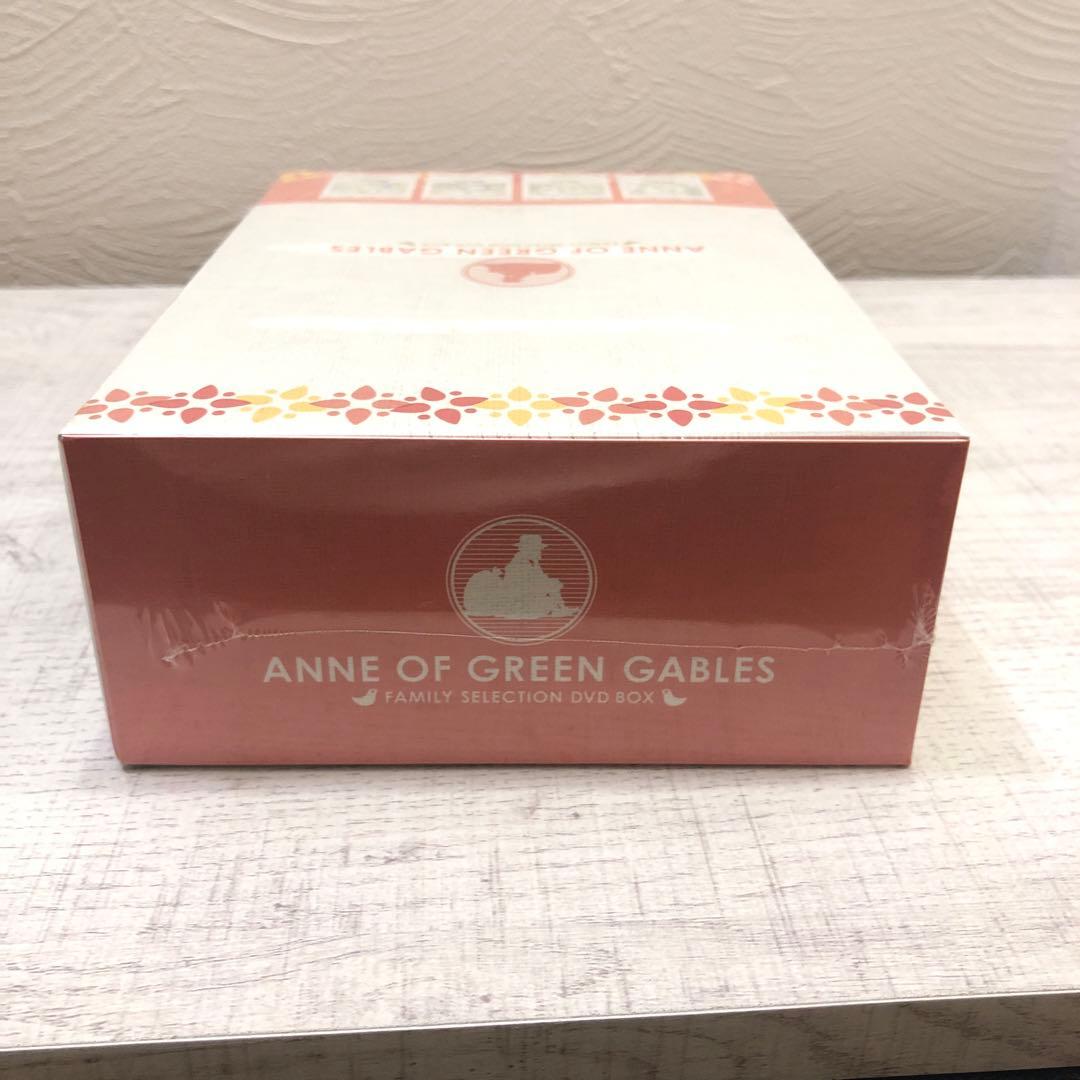 ANNE OF GREEN GABLES
ANNE OF GREEN GABLES
FAMILY SELECTION DVD BOX